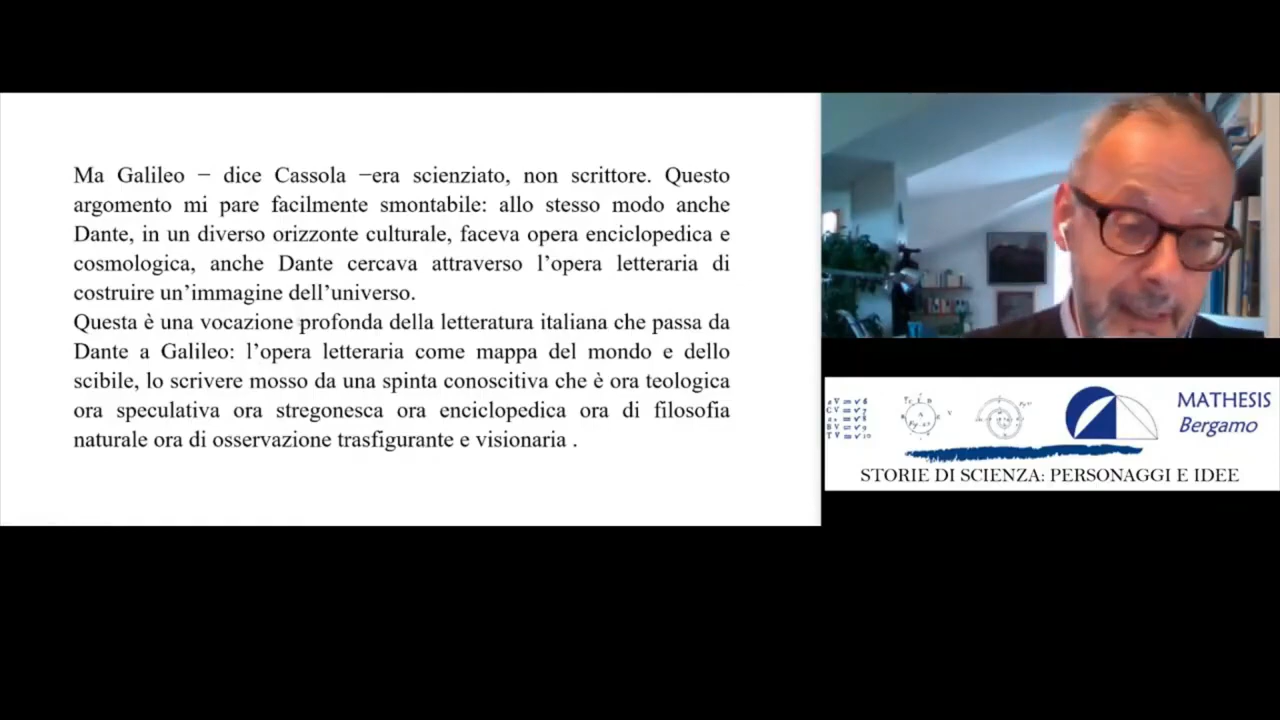 Ma Galileo − dice Cassola −era scienziato, non scrittore. Questo
argomento mi pare facilmente smontabile: allo stesso modo anche
Dante, in un diverso orizzonte culturale, faceva opera enciclopedica e
cosmologica, anche Dante cercava attraverso l’opera letteraria di
costruire un’immagine dell’universo.
Questa è una vocazione profonda della letteratura italiana che passa da
Dante a Galileo: l’opera letteraria come mappa del mondo e dello
scibile, lo scrivere mosso da una spinta conoscitiva che è ora teologica
ora speculativa ora stregonesca ora enciclopedica ora di filosofia
naturale ora di osservazione trasfigurante e visionaria .
MATHESIS
Bergamo
STORIE DI SCIENZA: PERSONAGGI E IDEE